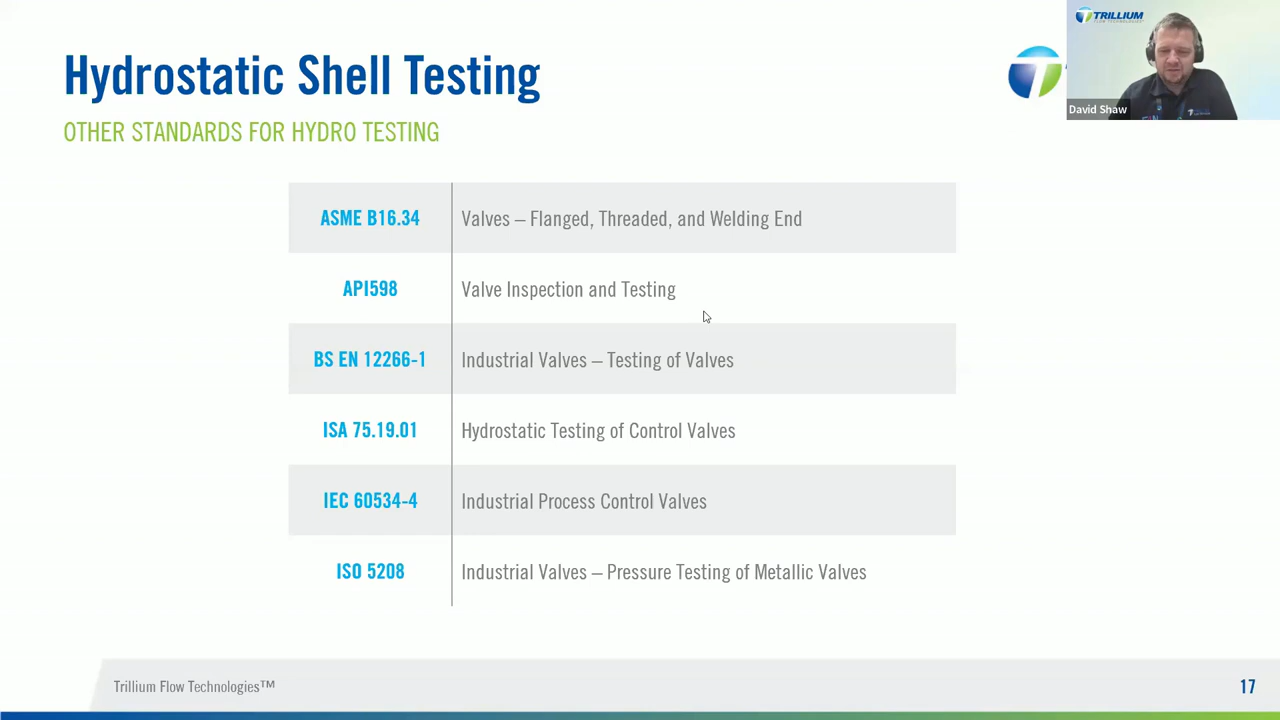 Hydrostatic Shell Testing
OTHER STANDARDS FOR HYDRO TESTING
TRILLIUM
FLOW TECHNOLOGIES
David Shaw
ASME B16.34 Valves – Flanged, Threaded, and Welding End
API598 Valve Inspection and Testing
BS EN 12266-1 Industrial Valves – Testing of Valves
ISA 75.19.01 Hydrostatic Testing of Control Valves
IEC 60534-4 Industrial Process Control Valves
ISO 5208 Industrial Valves – Pressure Testing of Metallic Valves
Trillium Flow Technologies™
17